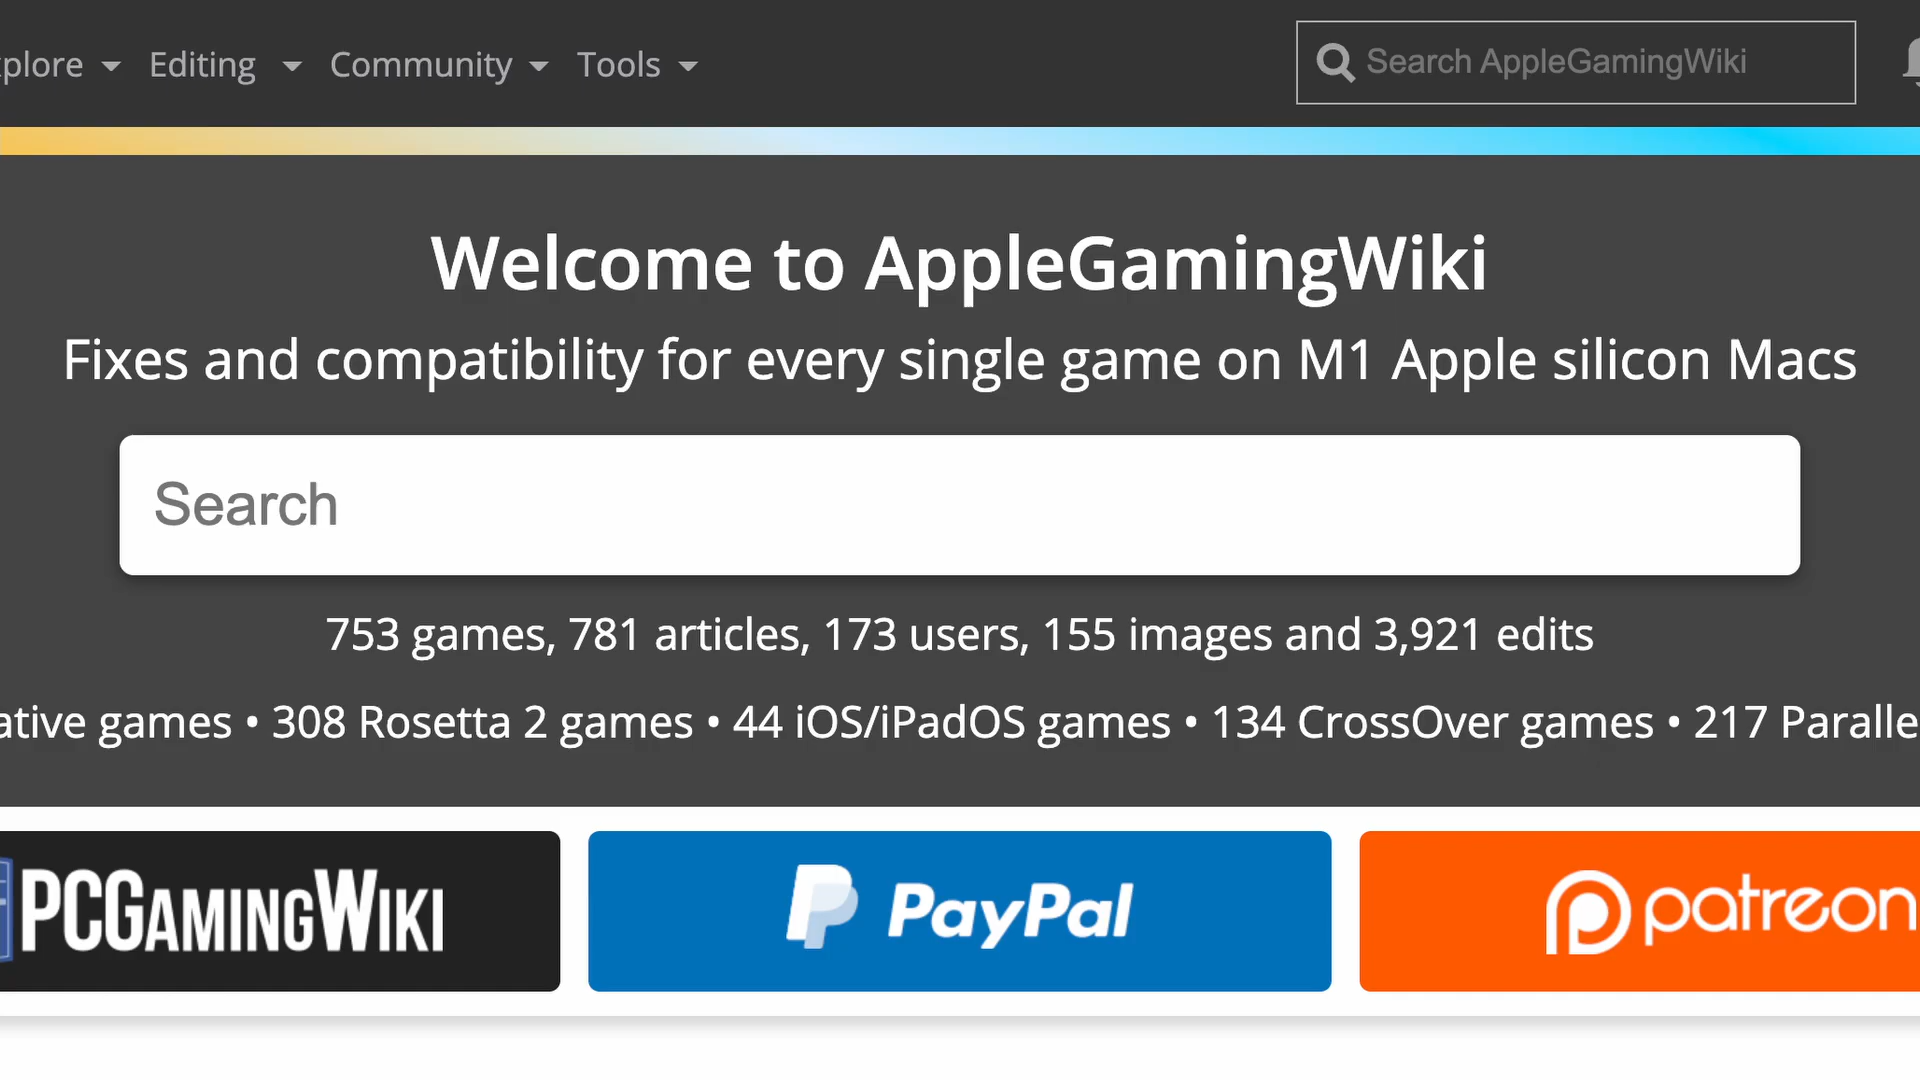 plore Editing Community Tools Search AppleGamingWiki
Welcome to AppleGamingWiki
Fixes and compatibility for every single game on M1 Apple silicon Macs
Search
753 games, 781 articles, 173 users, 155 images and 3,921 edits
ative games • 308 Rosetta 2 games • 44 iOS/iPadOS games • 134 CrossOver games • 217 Paralle
PCGamingWiki PayPal patreon